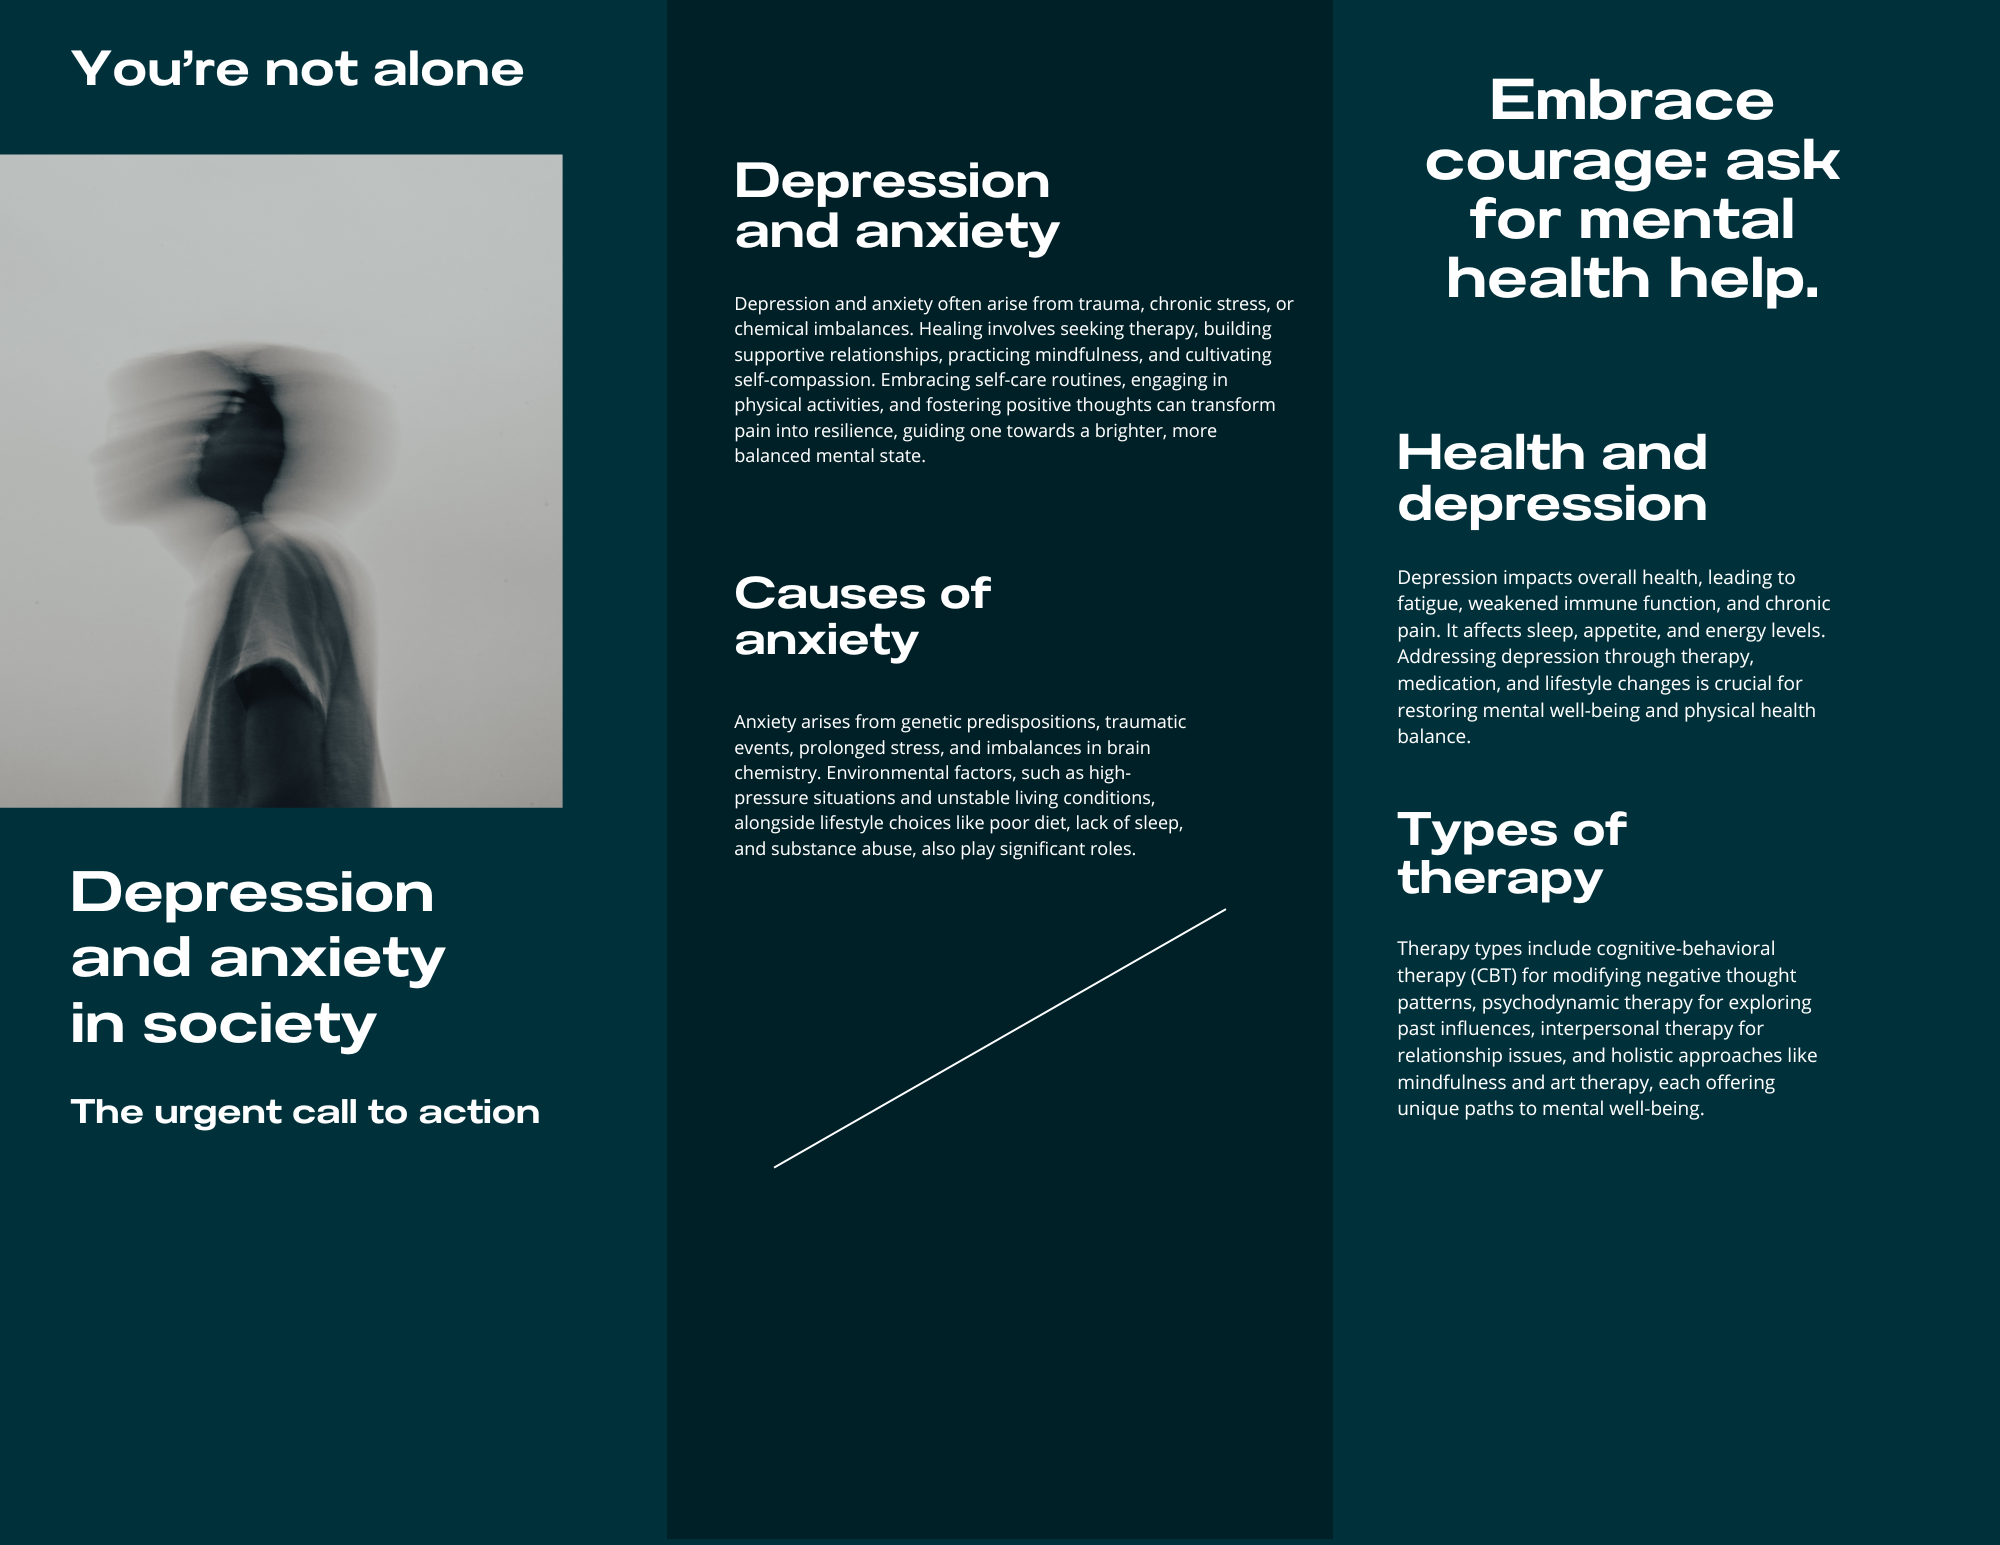 You’re not alone
Depression
and anxiety
in society
The urgent call to action
Depression
and anxiety
Depression and anxiety often arise from trauma, chronic stress, or
chemical imbalances. Healing involves seeking therapy, building
supportive relationships, practicing mindfulness, and cultivating
self-compassion. Embracing self-care routines, engaging in
physical activities, and fostering positive thoughts can transform
pain into resilience, guiding one towards a brighter, more
balanced mental state.
Causes of
anxiety
Anxiety arises from genetic predispositions, traumatic
events, prolonged stress, and imbalances in brain
chemistry. Environmental factors, such as high-
pressure situations and unstable living conditions,
alongside lifestyle choices like poor diet, lack of sleep,
and substance abuse, also play significant roles.
Embrace
courage: ask
for mental
health help.
Health and
depression
Depression impacts overall health, leading to
fatigue, weakened immune function, and chronic
pain. It affects sleep, appetite, and energy levels.
Addressing depression through therapy,
medication, and lifestyle changes is crucial for
restoring mental well-being and physical health
balance.
Types of
therapy
Therapy types include cognitive-behavioral
therapy (CBT) for modifying negative thought
patterns, psychodynamic therapy for exploring
past influences, interpersonal therapy for
relationship issues, and holistic approaches like
mindfulness and art therapy, each offering
unique paths to mental well-being.